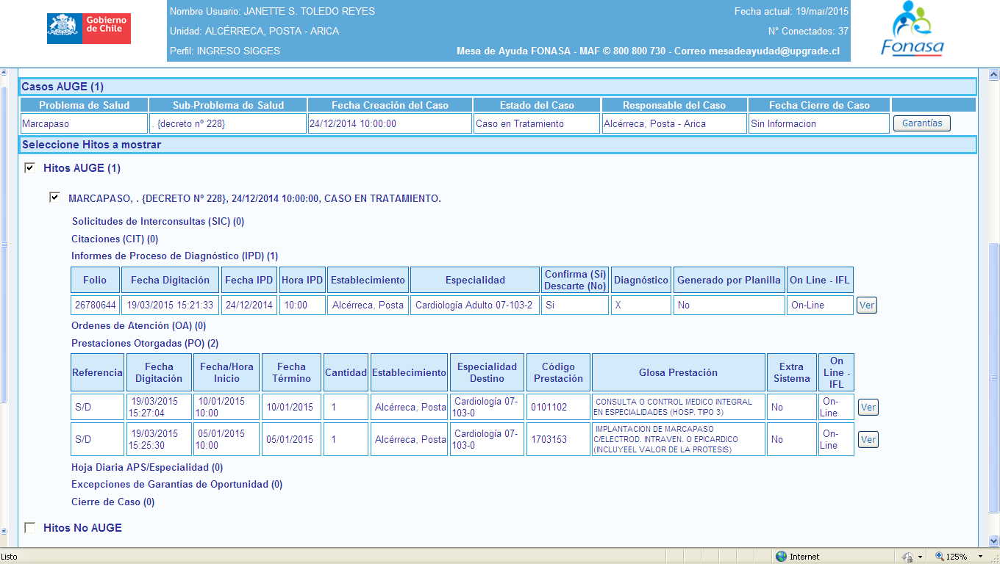 Gobierno
de Chile
Nombre Usuario: JANETTE S. TOLEDO REYES
Fecha actual: 19/mar/2015
Unidad: ALCÉRRECA, POSTA - ARICA
N° Conectados: 37
Perfil: INGRESO SIGGES
Mesa de Ayuda FONASA - MAF © 800 800 730 - Correo mesadeayudad@upgrade.cl
Fonasa
Casos AUGE (1)
Problema de Salud Sub-Problema de Salud Fecha Creación del Caso Estado del Caso Responsable del Caso Fecha Cierre de Caso
Marcapaso . {decreto nº 228} 24/12/2014 10:00:00 Caso en Tratamiento Alcérreca, Posta - Arica Sin Informacion Garantías
Seleccione Hitos a mostrar
Hitos AUGE (1)
MARCAPASO, . {DECRETO Nº 228}, 24/12/2014 10:00:00, CASO EN TRATAMIENTO.
Solicitudes de Interconsultas (SIC) (0)
Citaciones (CIT) (0)
Informes de Proceso de Diagnóstico (IPD) (1)
Folio Fecha Digitación Fecha IPD Hora IPD Establecimiento Especialidad Confirma (Sí) Descarte (No) Diagnóstico Generado por Planilla On Line - IFL
26780644 19/03/2015 15:21:33 24/12/2014 10:00 Alcérreca, Posta Cardiología Adulto 07-103-2 Si X No On-Line Ver
Ordenes de Atención (OA) (0)
Prestaciones Otorgadas (PO) (2)
Referencia Fecha Digitación Fecha/Hora Inicio Fecha Término Cantidad Establecimiento Especialidad Destino Código Prestación Glosa Prestación Extra Sistema On Line - IFL
S/D 19/03/2015 15:27:04 10/01/2015 10:00 10/01/2015 1 Alcérreca, Posta Cardiología 07-103-0 0101102 CONSULTA O CONTROL MEDICO INTEGRAL EN ESPECIALIDADES (HOSP. TIPO 3) No On-Line Ver
S/D 19/03/2015 15:25:30 05/01/2015 10:00 05/01/2015 1 Alcérreca, Posta Cardiología 07-103-0 1703153 IMPLANTACION DE MARCAPASO C/ELECTROD. INTRAVEN. O EPICARDICO (INCLUYEEL VALOR DE LA PROTESIS) No On-Line Ver
Hoja Diaria APS/Especialidad (0)
Excepciones de Garantías de Oportunidad (0)
Cierre de Caso (0)
Hitos No AUGE
Listo Internet 125%